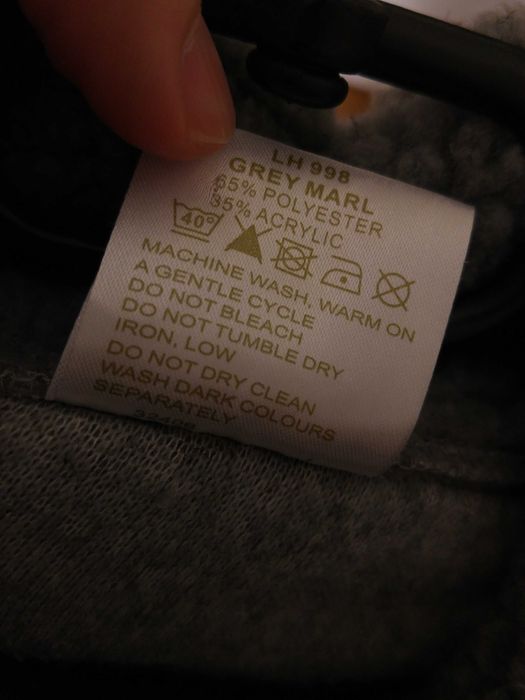 LH 998
GREY MARL
65% POLYESTER
35% ACRYLIC
40°
MACHINE WASH, WARM ON
A GENTLE CYCLE
DO NOT BLEACH
DO NOT TUMBLE DRY
IRON, LOW
DO NOT DRY CLEAN
WASH DARK COLOURS
SEPARATELY